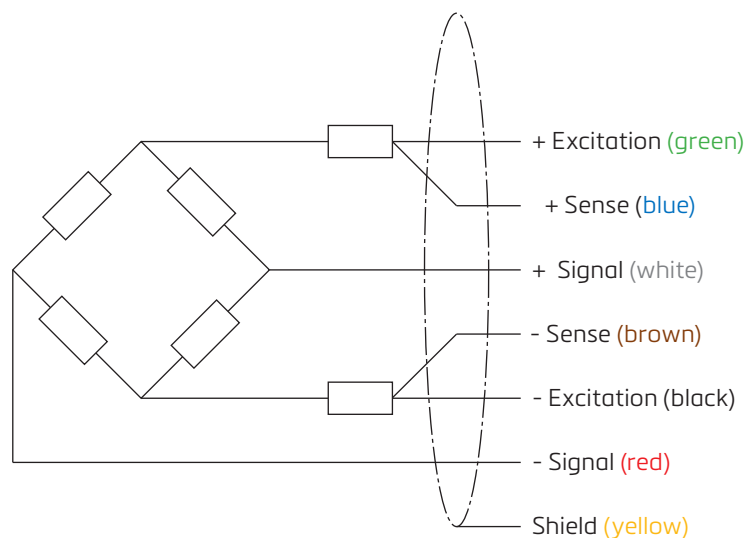 + Excitation (green)
+ Sense (blue)
+ Signal (white)
- Sense (brown)
- Excitation (black)
- Signal (red)
Shield (yellow)